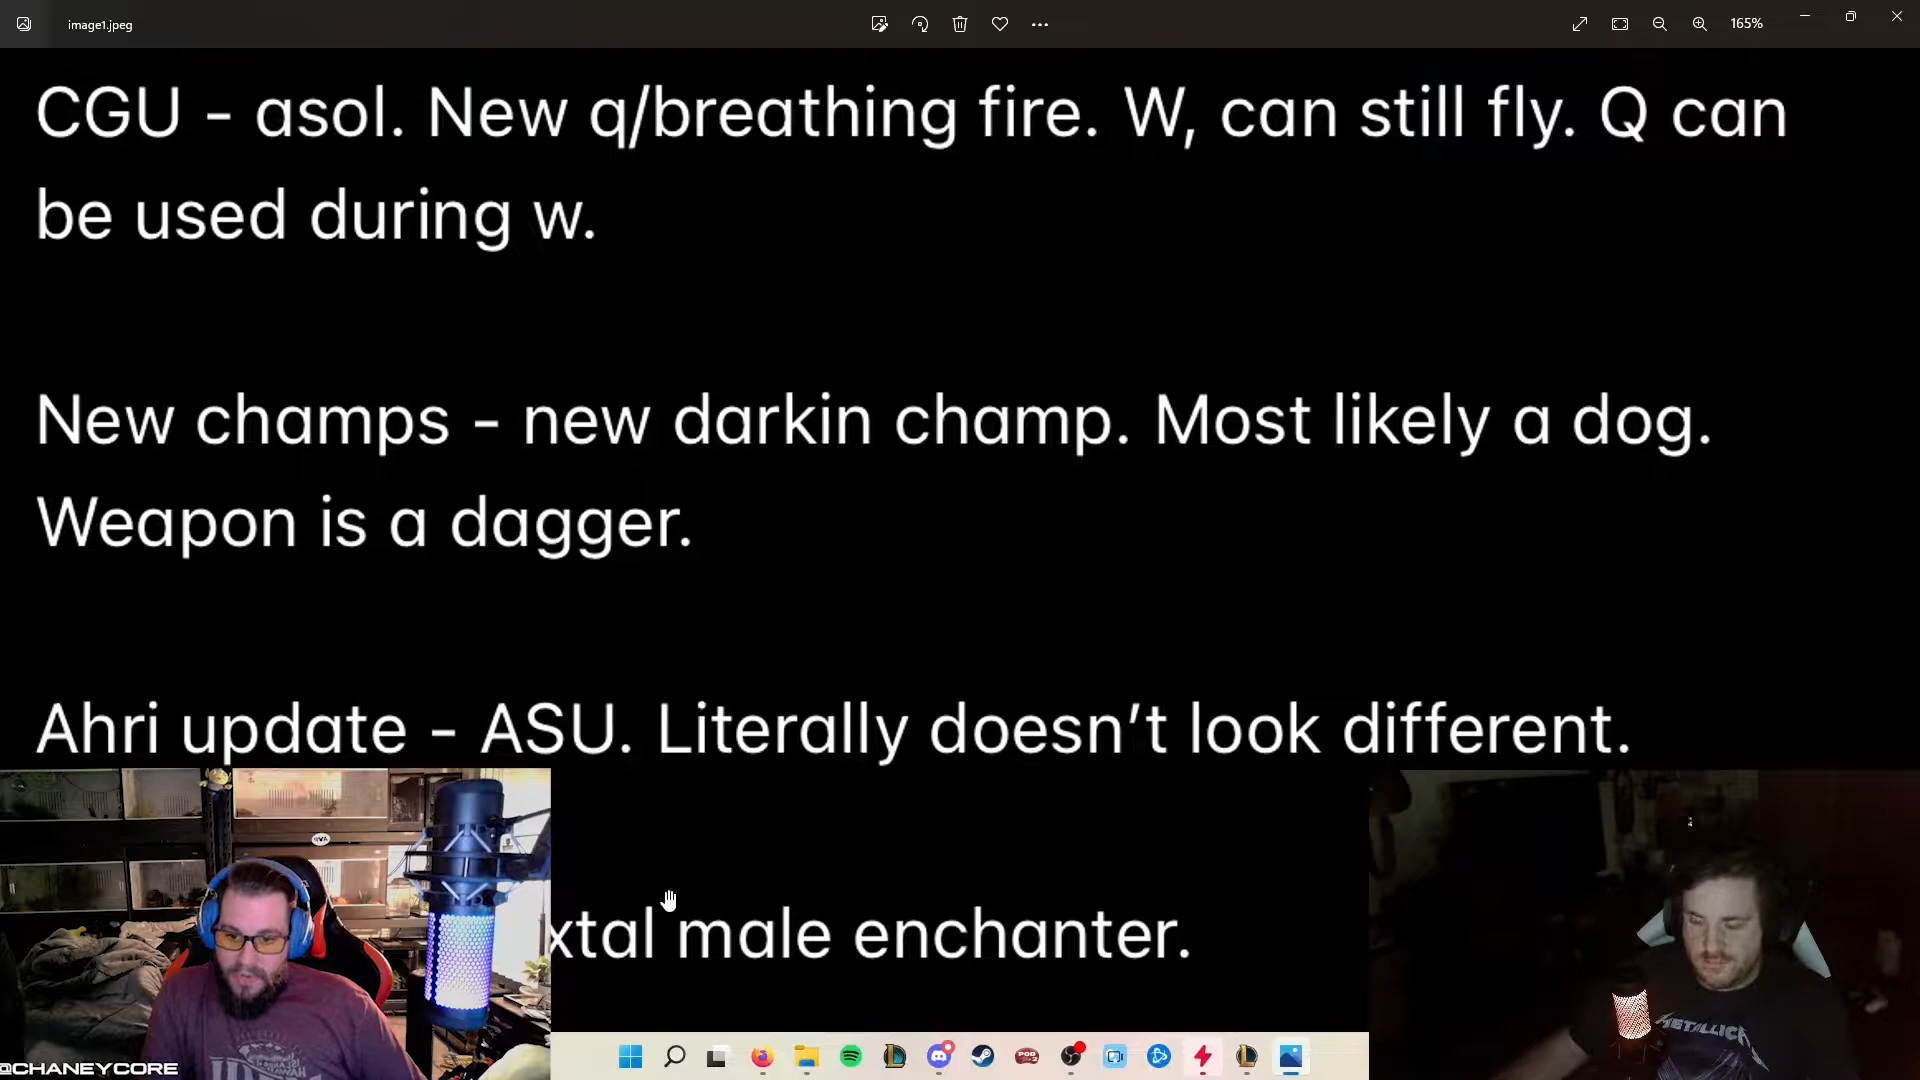 image1.jpeg
165%
CGU - asol. New q/breathing fire. W, can still fly. Q can
be used during w.
New champs - new darkin champ. Most likely a dog.
Weapon is a dagger.
Ahri update - ASU. Literally doesn't look different.
xtal male enchanter.
METALLICA
@CHANEYCORE